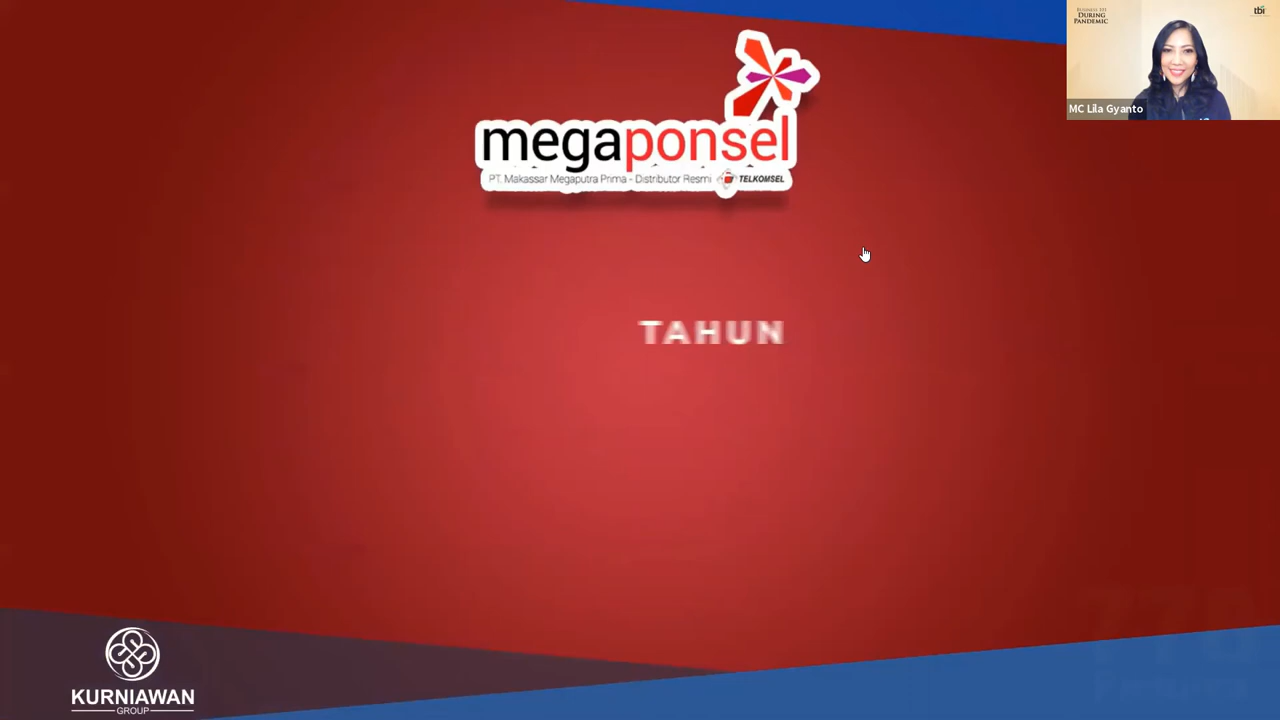 BUSINESS 101
DURING
PANDEMIC
tbi
MC Lila Gyanto
megaponsel
PT. Makassar Megaputra Prima - Distributor Resmi TELKOMSEL
TAHUN
KURNIAWAN
GROUP